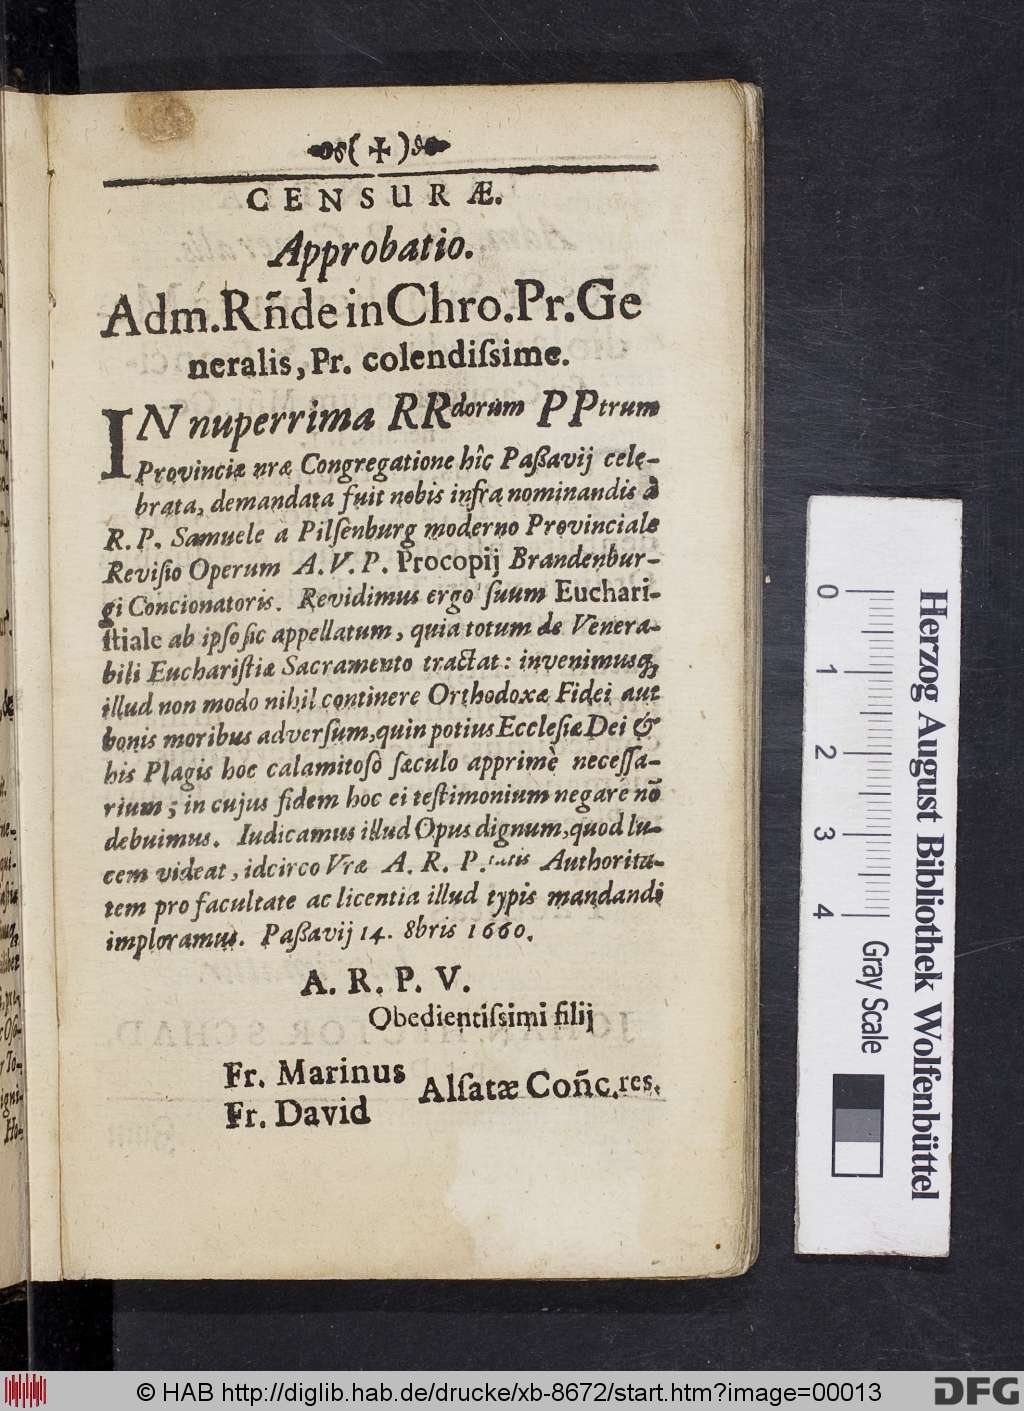 ( ✠ )
CENSURÆ.
Approbatio.
Adm. Rñde in Chro. Pr. Ge
neralis, Pr. colendiſsime.
IN nuperrima RRdorum PPtrum
Provinciæ nræ Congregatione hîc Paßavij cele-
brata, demandata fuit nobis infra nominandis à
R. P. Samuele à Pilſenburg moderno Provinciale
Reviſio Operum A. V. P. Procopij Brandenbur-
gi Concionatoris. Revidimus ergo ſuum Euchari-
ſtiale ab ipſo ſic appellatum, quia totum de Venera-
bili Euchariſtiæ Sacramento tractat: invenimusq;
illud non modo nihil continere Orthodoxæ Fidei aut
bonis moribus adverſum, quin potius Eccleſiæ Dei &
his Plagis hoc calamitoſo ſæculo apprimè neceſſa-
rium; in cujus fidem hoc ei teſtimonium negare nō
debuimus. Iudicamus illud Opus dignum, quod lu-
cem videat, idcirco Vræ A. R. P.tatis Authorita-
tem pro facultate ac licentia illud typis mandandi
imploramus. Paßavij 14. 8bris 1660.
A. R. P. V.
Obedientiſsimi filij
Fr. Marinus
Fr. David
Alſatæ Coñc.res.
0 1 2 3 4
Gray Scale
Herzog August Bibliothek Wolfenbüttel
© HAB http://diglib.hab.de/drucke/xb-8672/start.htm?image=00013
DFG